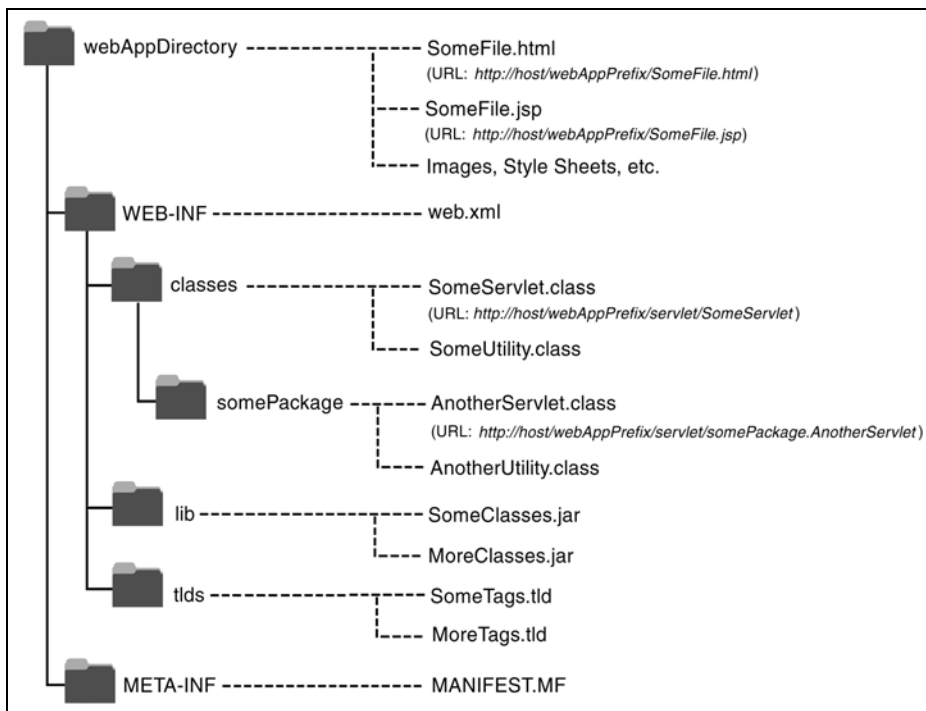 webAppDirectory SomeFile.html
(URL: http://host/webAppPrefix/SomeFile.html)
SomeFile.jsp
(URL: http://host/webAppPrefix/SomeFile.jsp)
Images, Style Sheets, etc.
WEB-INF web.xml
classes SomeServlet.class
(URL: http://host/webAppPrefix/servlet/SomeServlet)
SomeUtility.class
somePackage AnotherServlet.class
(URL: http://host/webAppPrefix/servlet/somePackage.AnotherServlet)
AnotherUtility.class
lib SomeClasses.jar
MoreClasses.jar
tlds SomeTags.tld
MoreTags.tld
META-INF MANIFEST.MF